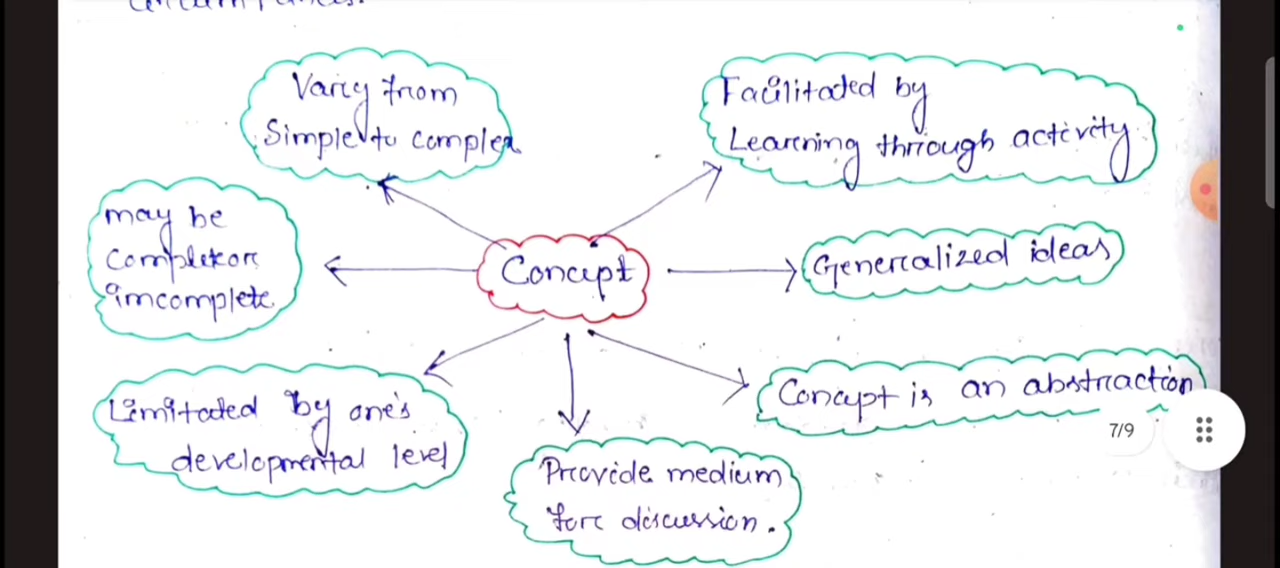 Vary from
Simple to complex
Facilitated by
Learning through activity
may be
Complete or
imcomplete
Concept
Generalized ideas
Limitated by one's
developmental level
Concept is an abstraction
7/9
Provide medium
for discussion.